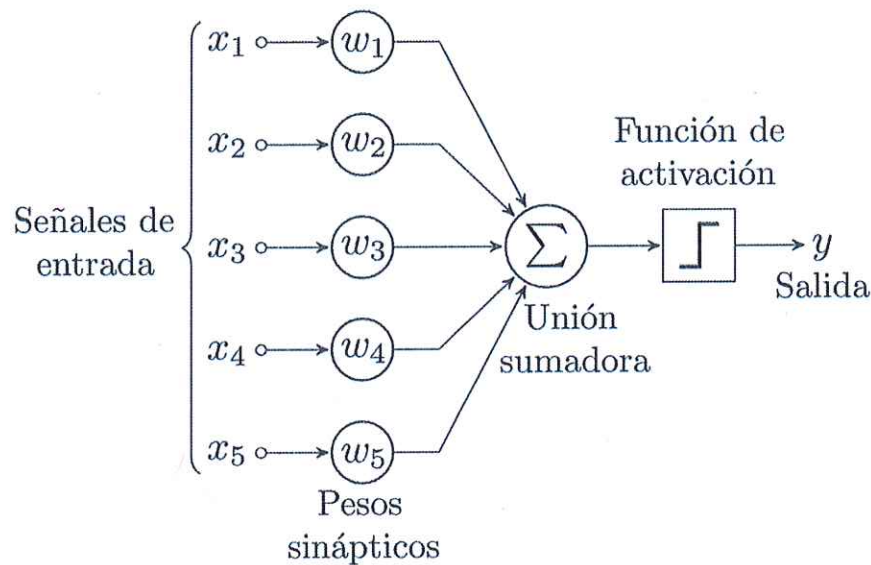 x₁ w₁
x₂ w₂
Función de
activación
Señales de
entrada
x₃ w₃ Σ y
Salida
Unión
sumadora
x₄ w₄
x₅ w₅
Pesos
sinápticos